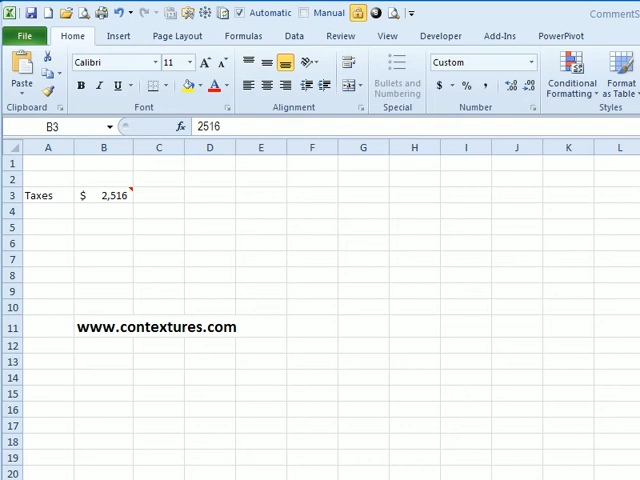 Automatic Manual CommentS
File Home Insert Page Layout Formulas Data Review View Developer Add-Ins PowerPivot
Calibri 11 A A Custom
Paste B I U A $ % , .00 .00 Bullets and Numbering Conditional Formatting Format as Table
Clipboard Font Alignment Special Number Styles
B3 fx 2516
A B C D E F G H I J K L
1
2
3 Taxes $ 2,516
4
5
6
7
8
9
10
11 www.contextures.com
12
13
14
15
16
17
18
19
20